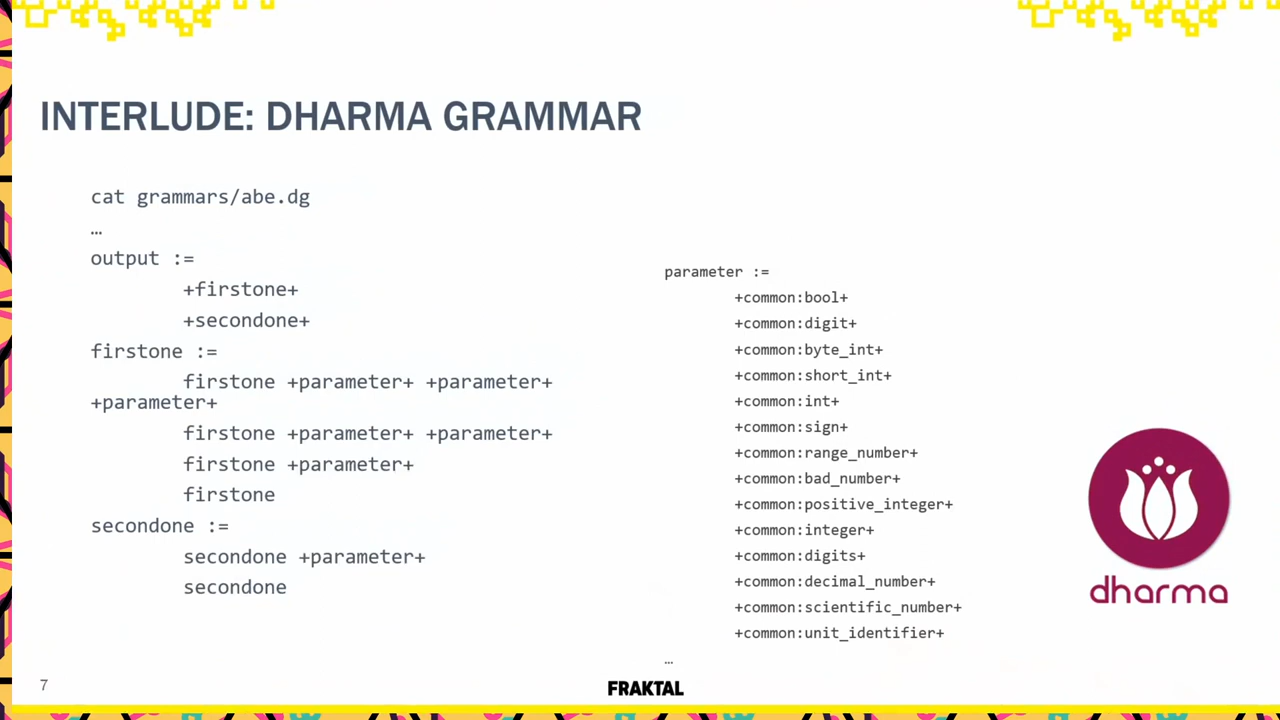 INTERLUDE: DHARMA GRAMMAR
cat grammars/abe.dg
…
output :=
+firstone+
+secondone+
firstone :=
firstone +parameter+ +parameter+
+parameter+
firstone +parameter+ +parameter+
firstone +parameter+
firstone
secondone :=
secondone +parameter+
secondone
parameter :=
+common:bool+
+common:digit+
+common:byte_int+
+common:short_int+
+common:int+
+common:sign+
+common:range_number+
+common:bad_number+
+common:positive_integer+
+common:integer+
+common:digits+
+common:decimal_number+
+common:scientific_number+
+common:unit_identifier+
…
dharma
7
FRAKTAL